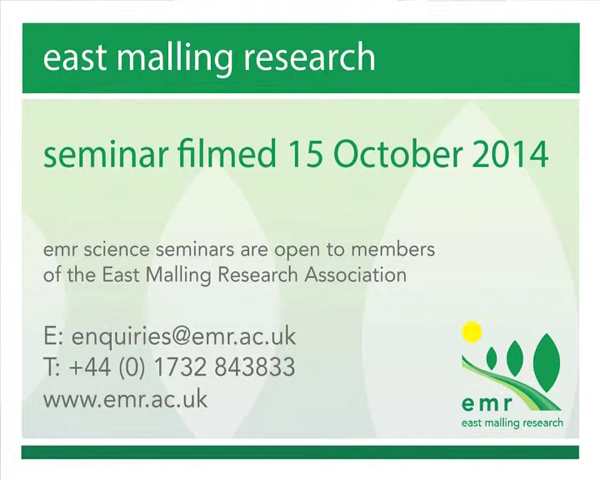 east malling research
seminar filmed 15 October 2014
emr science seminars are open to members
of the East Malling Research Association
E: enquiries@emr.ac.uk
T: +44 (0) 1732 843833
www.emr.ac.uk
emr
east malling research